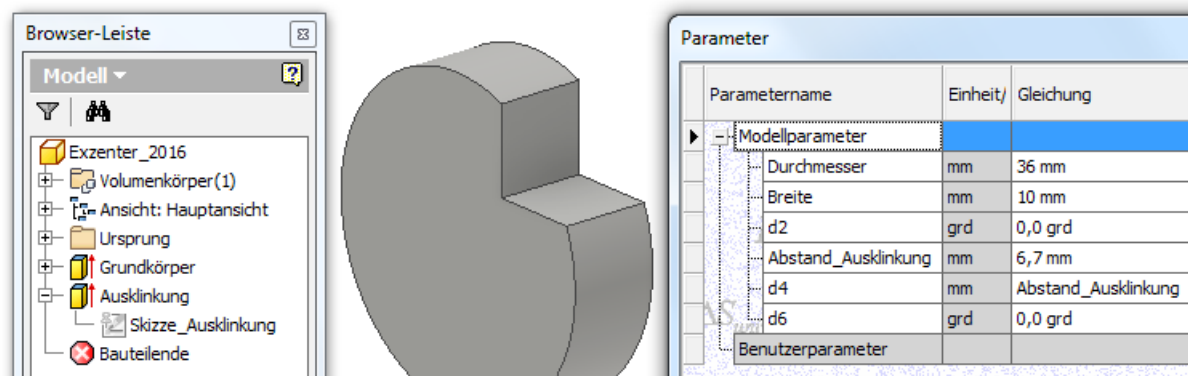 Browser-Leiste
Modell
Exzenter_2016
Volumenkörper(1)
Ansicht: Hauptansicht
Ursprung
Grundkörper
Ausklinkung
Skizze_Ausklinkung
Bauteilende
Parameter
Parametername Einheit/ Gleichung
Modellparameter
Durchmesser mm 36 mm
Breite mm 10 mm
d2 grd 0,0 grd
Abstand_Ausklinkung mm 6,7 mm
d4 mm Abstand_Ausklinkung
d6 grd 0,0 grd
Benutzerparameter